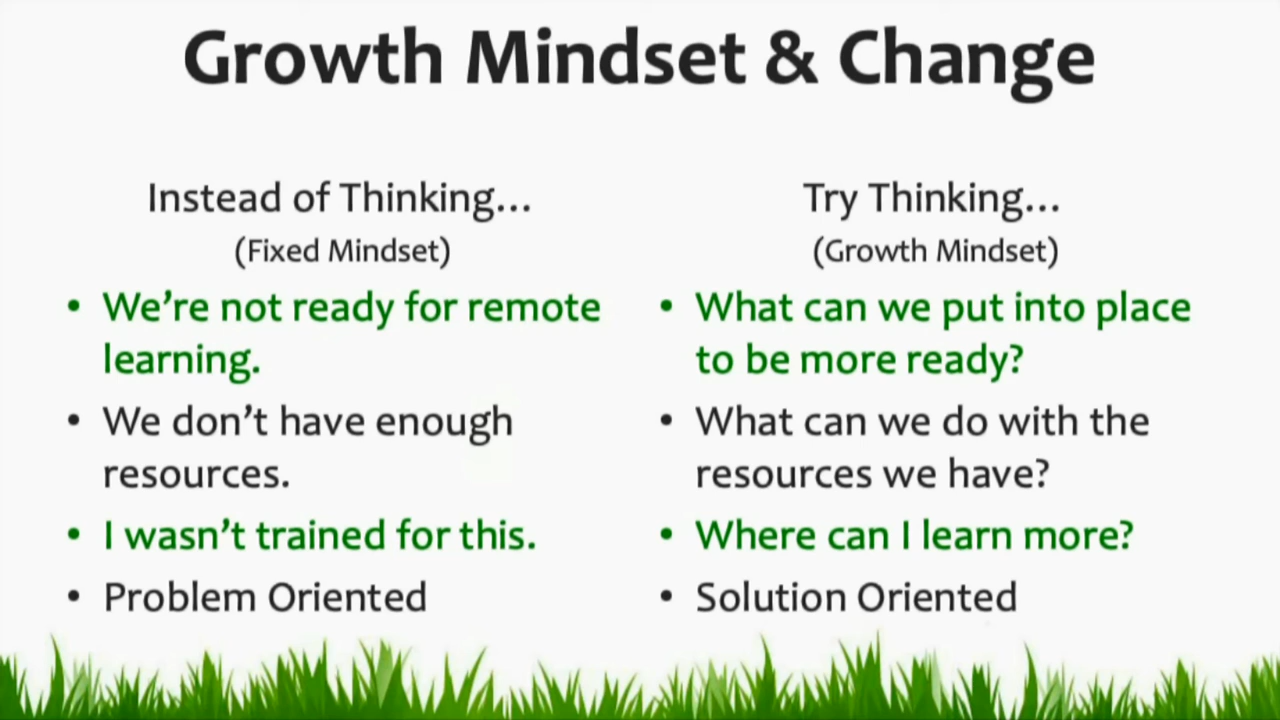 Growth Mindset & Change
Instead of Thinking...
(Fixed Mindset)
• We're not ready for remote
learning.
• We don't have enough
resources.
• I wasn't trained for this.
• Problem Oriented
Try Thinking...
(Growth Mindset)
• What can we put into place
to be more ready?
• What can we do with the
resources we have?
• Where can I learn more?
• Solution Oriented